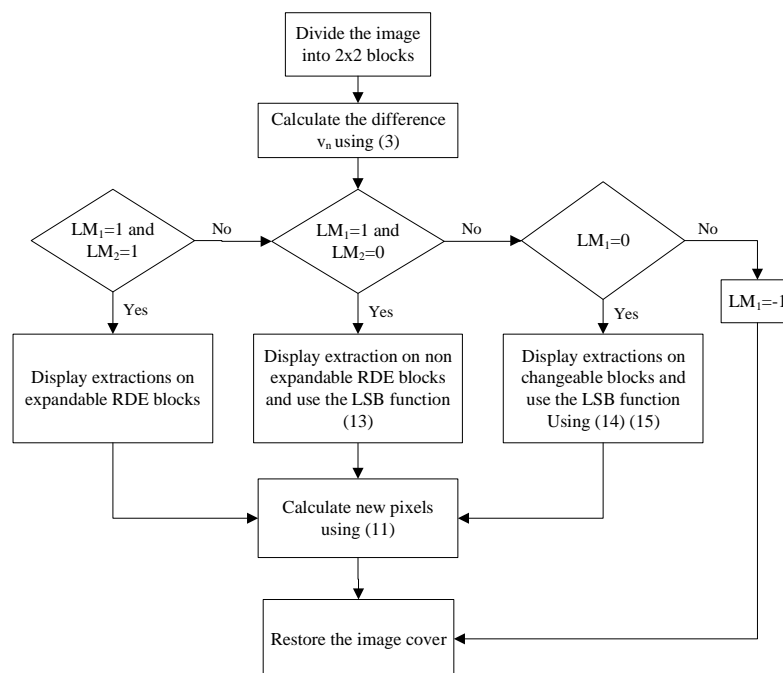 Divide the image
into 2x2 blocks
Calculate the difference
vₙ using (3)
LM₁=1 and
LM₂=1
No
LM₁=1 and
LM₂=0
No
LM₁=0
No
LM₁=-1
Yes
Yes
Yes
Display extractions on
expandable RDE blocks
Display extraction on non
expandable RDE blocks
and use the LSB function
(13)
Display extractions on
changeable blocks and
use the LSB function
Using (14) (15)
Calculate new pixels
using (11)
Restore the image cover